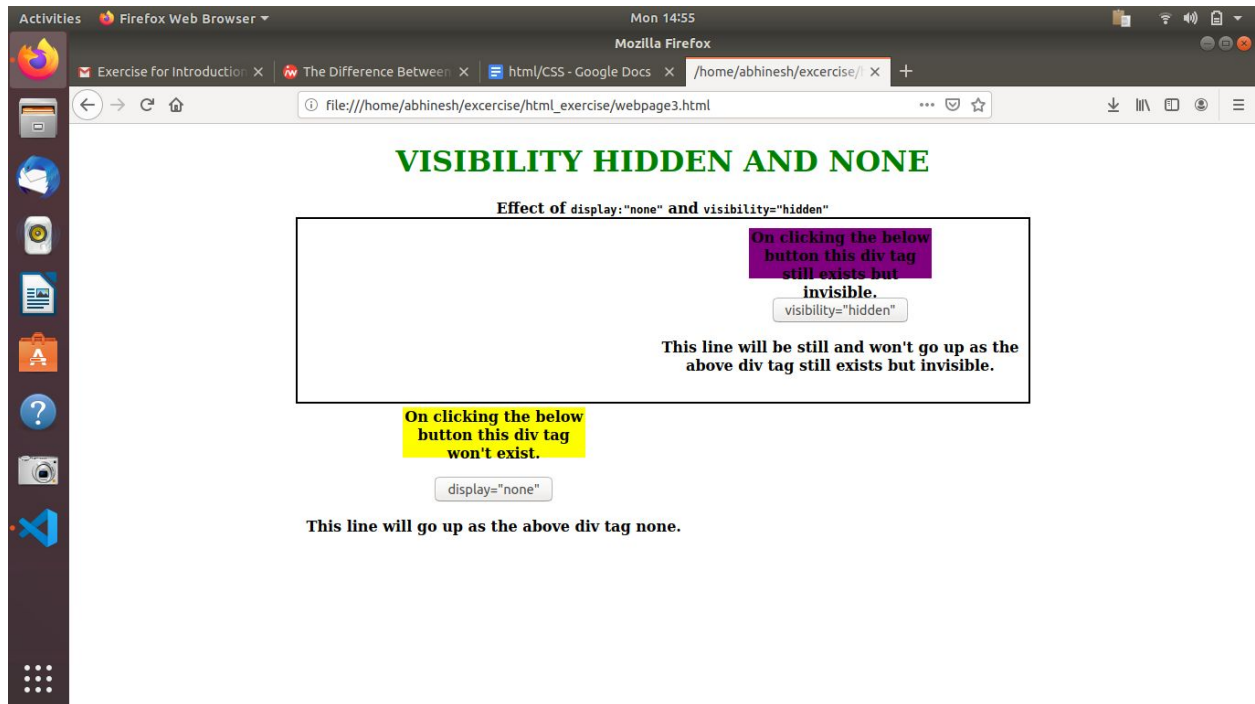 Activities Firefox Web Browser Mon 14:55
Mozilla Firefox
Exercise for Introduction The Difference Between html/CSS - Google Docs /home/abhinesh/excercise/
file:///home/abhinesh/excercise/html_exercise/webpage3.html
VISIBILITY HIDDEN AND NONE
Effect of display:"none" and visibility="hidden"
On clicking the below
button this div tag
still exists but
invisible.
visibility="hidden"
This line will be still and won't go up as the
above div tag still exists but invisible.
On clicking the below
button this div tag
won't exist.
display="none"
This line will go up as the above div tag none.